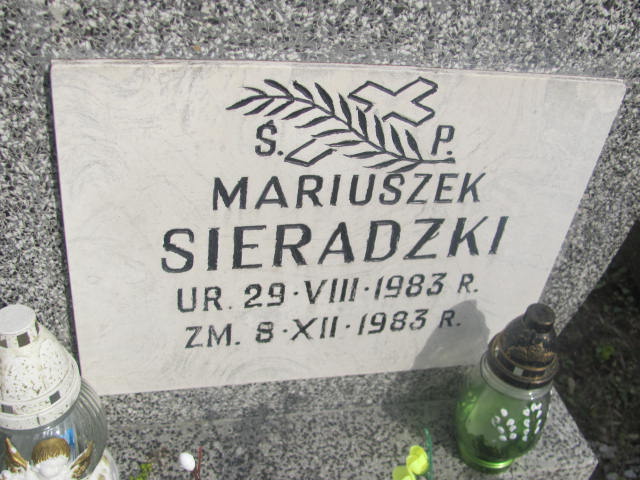 Ś. P.
MARIUSZEK
SIERADZKI
UR. 29·VIII·1983 R.
ZM. 8·XII·1983 R.